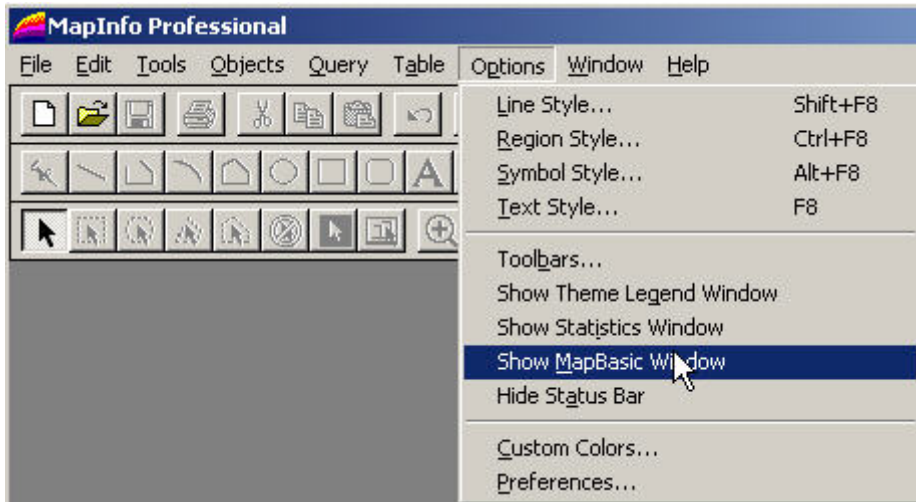 MapInfo Professional
File Edit Tools Objects Query Table Options Window Help
Line Style... Shift+F8
Region Style... Ctrl+F8
Symbol Style... Alt+F8
Text Style... F8
A
Toolbars...
Show Theme Legend Window
Show Statistics Window
Show MapBasic Window
Hide Status Bar
Custom Colors...
Preferences...